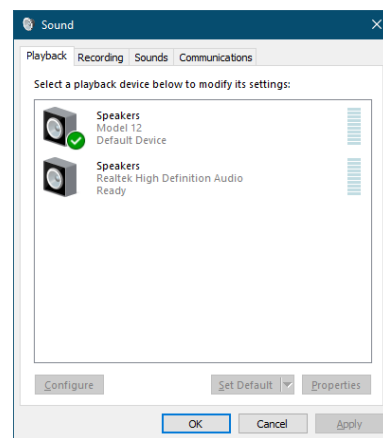 Sound
Playback Recording Sounds Communications
Select a playback device below to modify its settings:
Speakers
Model 12
Default Device
Speakers
Realtek High Definition Audio
Ready
Configure Set Default Properties
OK Cancel Apply